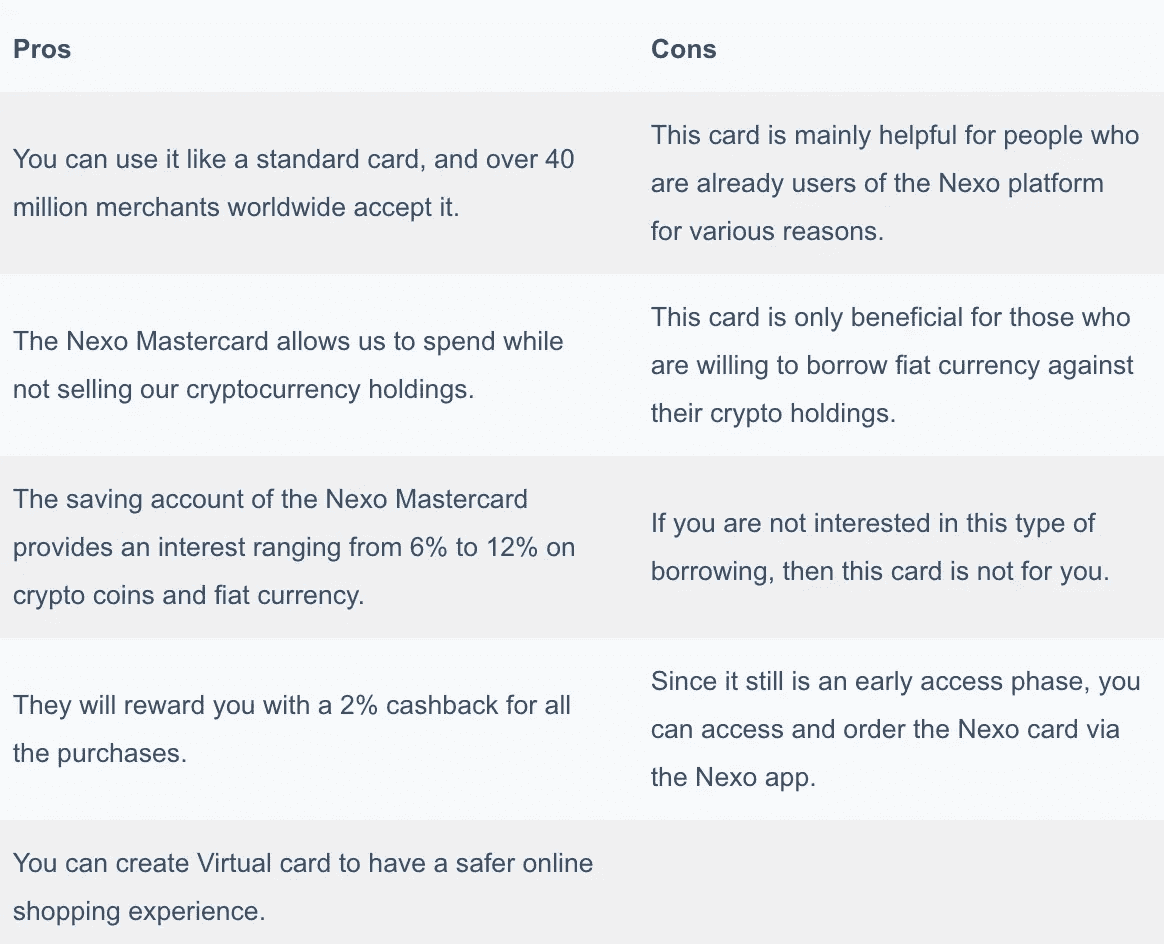 Pros
Cons
You can use it like a standard card, and over 40
million merchants worldwide accept it.
This card is mainly helpful for people who
are already users of the Nexo platform
for various reasons.
The Nexo Mastercard allows us to spend while
not selling our cryptocurrency holdings.
This card is only beneficial for those who
are willing to borrow fiat currency against
their crypto holdings.
The saving account of the Nexo Mastercard
provides an interest ranging from 6% to 12% on
crypto coins and fiat currency.
If you are not interested in this type of
borrowing, then this card is not for you.
They will reward you with a 2% cashback for all
the purchases.
Since it still is an early access phase, you
can access and order the Nexo card via
the Nexo app.
You can create Virtual card to have a safer online
shopping experience.